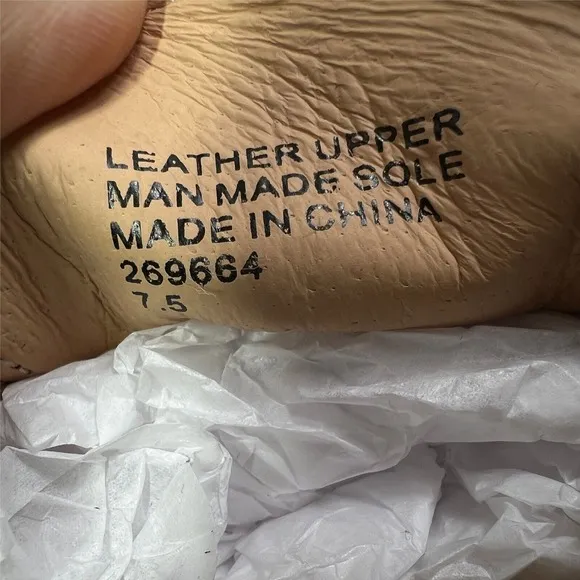 LEATHER UPPER
MAN MADE SOLE
MADE IN CHINA
269664
7.5